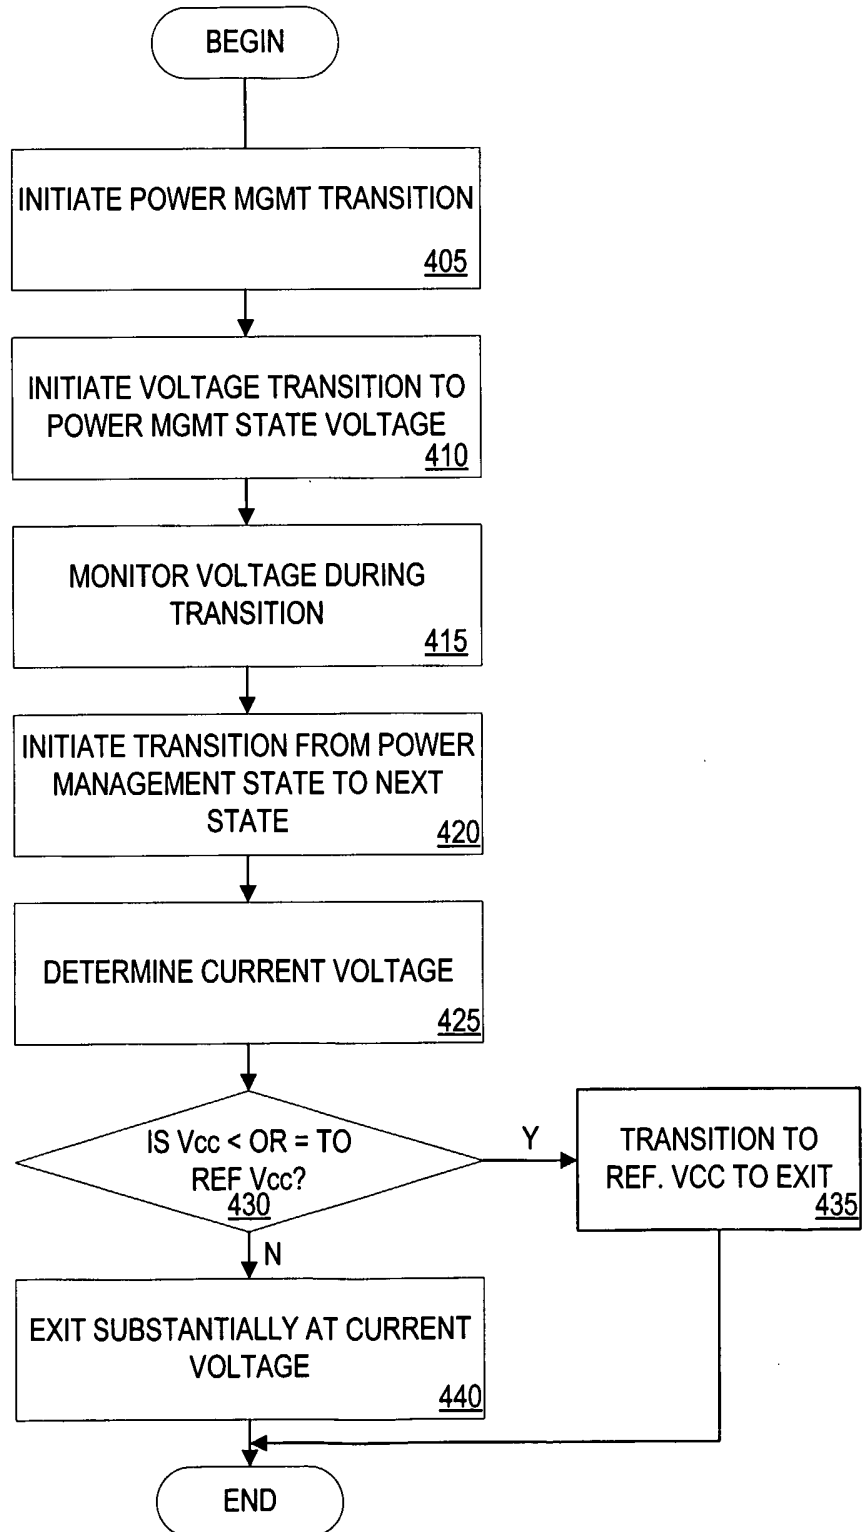 BEGIN
INITIATE POWER MGMT TRANSITION
405
INITIATE VOLTAGE TRANSITION TO
POWER MGMT STATE VOLTAGE
410
MONITOR VOLTAGE DURING
TRANSITION
415
INITIATE TRANSITION FROM POWER
MANAGEMENT STATE TO NEXT
STATE
420
DETERMINE CURRENT VOLTAGE
425
IS Vcc < OR = TO
REF Vcc?
430
Y
TRANSITION TO
REF. VCC TO EXIT
435
N
EXIT SUBSTANTIALLY AT CURRENT
VOLTAGE
440
END